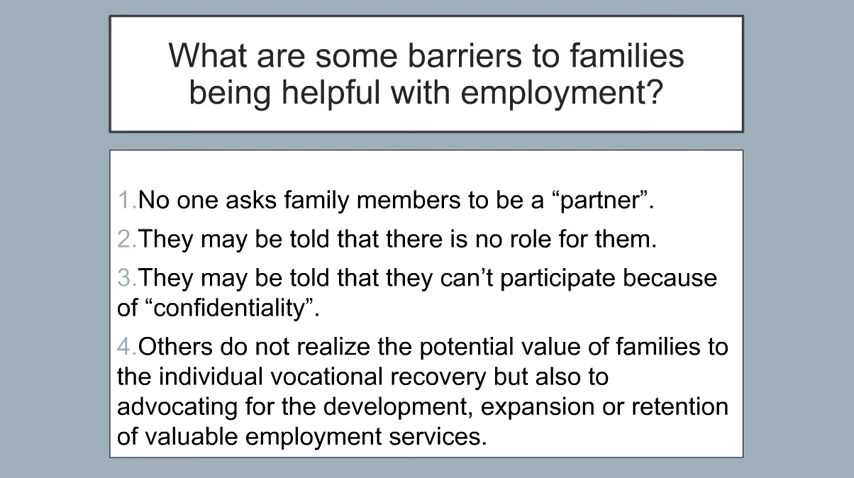 What are some barriers to families
being helpful with employment?
1.No one asks family members to be a “partner”.
2.They may be told that there is no role for them.
3.They may be told that they can’t participate because
of “confidentiality”.
4.Others do not realize the potential value of families to
the individual vocational recovery but also to
advocating for the development, expansion or retention
of valuable employment services.